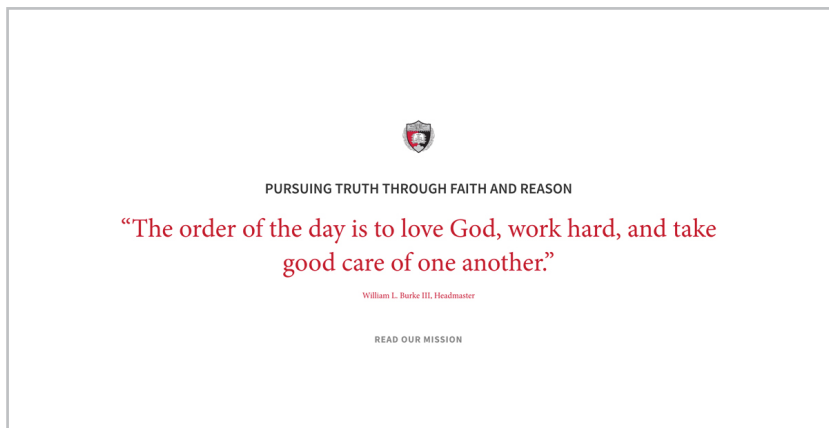 PURSUING TRUTH THROUGH FAITH AND REASON
“The order of the day is to love God, work hard, and take
good care of one another.”
William L. Burke III, Headmaster
READ OUR MISSION